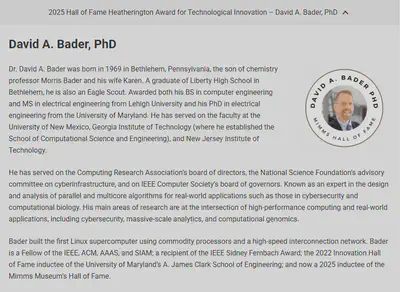 2025 Hall of Fame Heatherington Award for Technological Innovation – David A. Bader, PhD
David A. Bader, PhD
Dr. David A. Bader was born in 1969 in Bethlehem, Pennsylvania, the son of chemistry
professor Morris Bader and his wife Karen. A graduate of Liberty High School in
Bethlehem, he is also an Eagle Scout. Awarded both his BS in computer engineering
and MS in electrical engineering from Lehigh University and his PhD in electrical
engineering from the University of Maryland. He has served on the faculty at the
University of New Mexico, Georgia Institute of Technology (where he established the
School of Computational Science and Engineering), and New Jersey Institute of
Technology.
DAVID A. BADER PHD
MIMMS HALL OF FAME
He has served on the Computing Research Association's board of directors, the National Science Foundation's advisory
committee on cyberinfrastructure, and on IEEE Computer Society's board of governors. Known as an expert in the design
and analysis of parallel and multicore algorithms for real-world applications such as those in cybersecurity and
computational biology. His main areas of research are at the intersection of high-performance computing and real-world
applications, including cybersecurity, massive-scale analytics, and computational genomics.
Bader built the first Linux supercomputer using commodity processors and a high-speed interconnection network. Bader
is a Fellow of the IEEE, ACM, AAAS, and SIAM; a recipient of the IEEE Sidney Fernbach Award; the 2022 Innovation Hall
of Fame inductee of the University of Maryland's A. James Clark School of Engineering; and now a 2025 inductee of the
Mimms Museum's Hall of Fame.